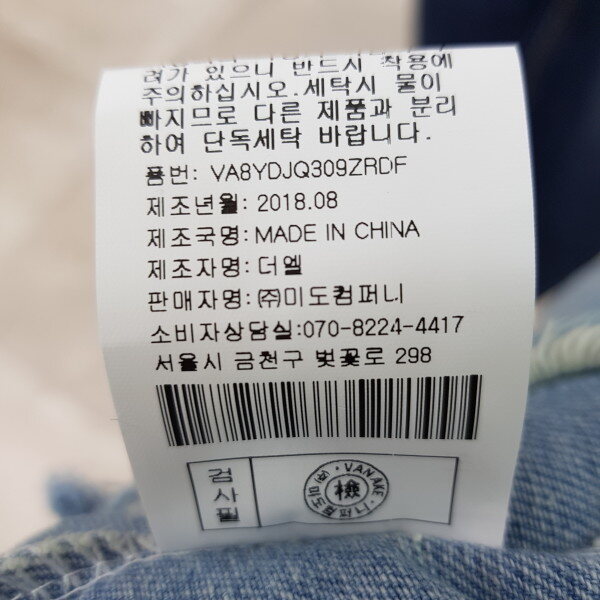 려가 있으니 반드시 착용에
주의하십시오.세탁시 물이
빠지므로 다른 제품과 분리
하여 단독세탁 바랍니다.
품번: VA8YDJQ309ZRDF
제조년월: 2018.08
제조국명: MADE IN CHINA
제조자명: 더엘
판매자명: ㈜미도컴퍼니
소비자상담실:070-8224-4417
서울시 금천구 벚꽃로 298
검사필
VANAKE
檢
㈜미도컴퍼니